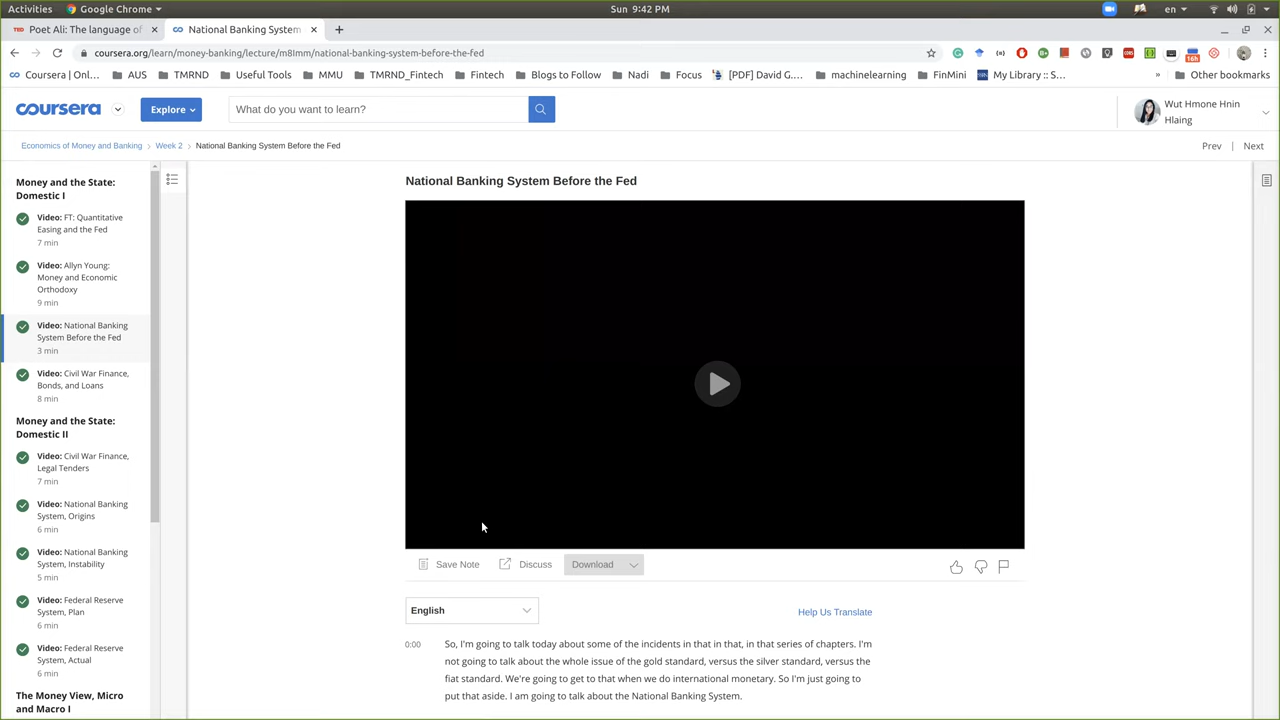 Activities Google Chrome Sun 9:42 PM en
TED Poet Ali: The language of National Banking System
coursera.org/learn/money-banking/lecture/m8lmm/national-banking-system-before-the-fed
Coursera | Onl... AUS TMRND Useful Tools MMU TMRND_Fintech Fintech Blogs to Follow Nadi Focus [PDF] David G.... machinelearning FinMini My Library :: S... » Other bookmarks
coursera Explore What do you want to learn? Wut Hmone Hnin
Hlaing
Economics of Money and Banking Week 2 National Banking System Before the Fed Prev | Next
Money and the State:
Domestic I
Video: FT: Quantitative
Easing and the Fed
7 min
Video: Allyn Young:
Money and Economic
Orthodoxy
9 min
Video: National Banking
System Before the Fed
3 min
Video: Civil War Finance,
Bonds, and Loans
8 min
Money and the State:
Domestic II
Video: Civil War Finance,
Legal Tenders
7 min
Video: National Banking
System, Origins
6 min
Video: National Banking
System, Instability
5 min
Video: Federal Reserve
System, Plan
6 min
Video: Federal Reserve
System, Actual
6 min
The Money View, Micro
and Macro I
National Banking System Before the Fed
Save Note Discuss Download
English Help Us Translate
0:00 So, I'm going to talk today about some of the incidents in that in that, in that series of chapters. I'm
not going to talk about the whole issue of the gold standard, versus the silver standard, versus the
fiat standard. We're going to get to that when we do international monetary. So I'm just going to
put that aside. I am going to talk about the National Banking System.